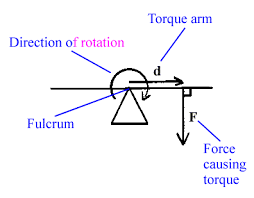 Torque arm
Direction of rotation
d
F
Fulcrum
Force
causing
torque